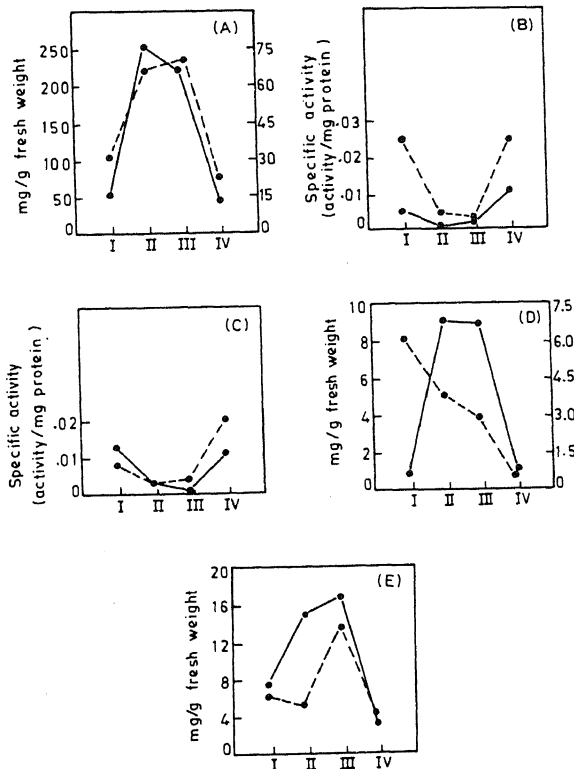 (A)
mg/g fresh weight
250
200
150
100
50
0
75
60
45
30
15
0
I II III IV
(B)
Specific activity
(activity/mg protein)
.03
.02
.01
0
I II III IV
(C)
Specific activity
(activity/mg protein)
.02
.01
0
I II III IV
(D)
mg/g fresh weight
10
8
6
4
2
0
7.5
6.0
4.5
3.0
1.5
0
I II III IV
(E)
mg/g fresh weight
20
16
12
8
4
0
I II III IV